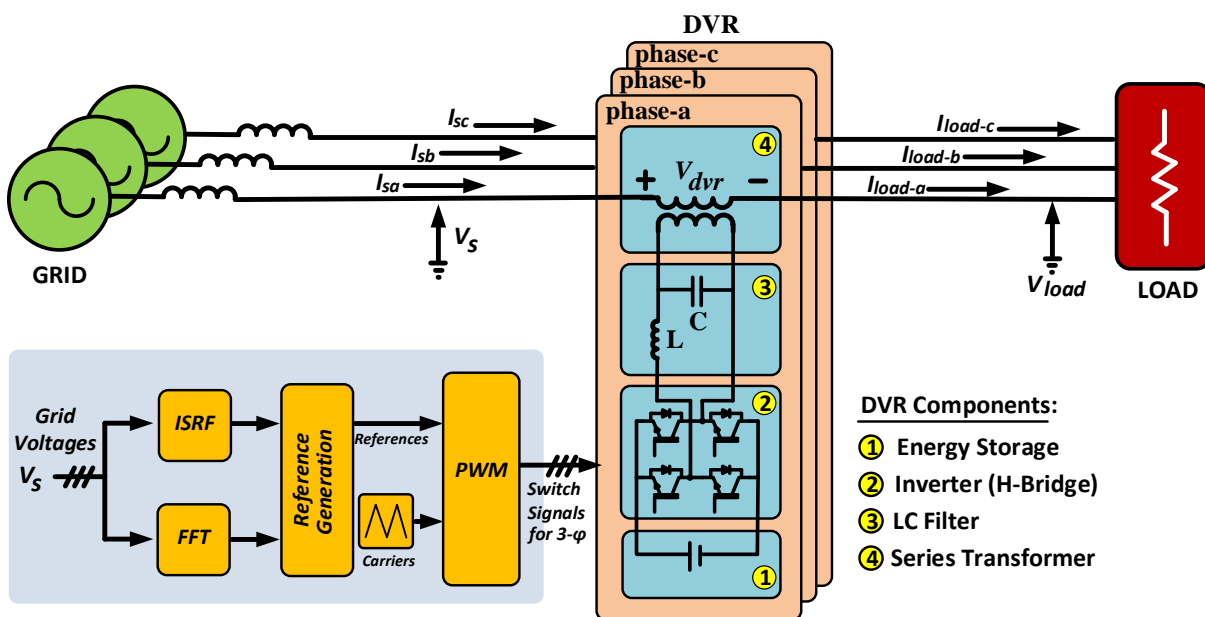 DVR
phase-c
phase-b
phase-a
4
+
Vdvr
−
Isc
Isb
Isa
VS
GRID
Iload-c
Iload-b
Iload-a
Vload
LOAD
3
C
L
2
1
Grid
Voltages
VS
ISRF
FFT
Reference
Generation
References
Carriers
PWM
Switch
Signals
for 3-φ
DVR Components:
1 Energy Storage
2 Inverter (H-Bridge)
3 LC Filter
4 Series Transformer